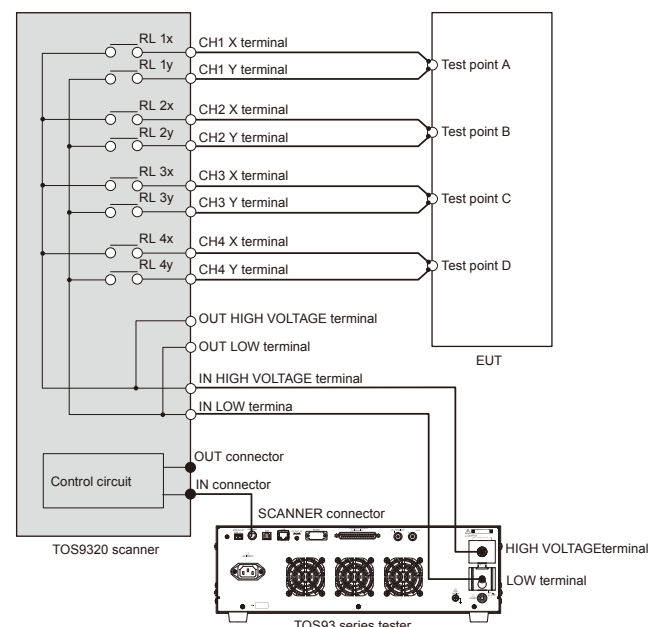 RL 1x
CH1 X terminal
RL 1y
CH1 Y terminal
Test point A
RL 2x
CH2 X terminal
RL 2y
CH2 Y terminal
Test point B
RL 3x
CH3 X terminal
RL 3y
CH3 Y terminal
Test point C
RL 4x
CH4 X terminal
RL 4y
CH4 Y terminal
Test point D
OUT HIGH VOLTAGE terminal
OUT LOW terminal
EUT
IN HIGH VOLTAGE terminal
IN LOW termina
OUT connector
Control circuit
IN connector
SCANNER connector
TOS9320 scanner
HIGH VOLTAGEterminal
LOW terminal
TOS93 series tester